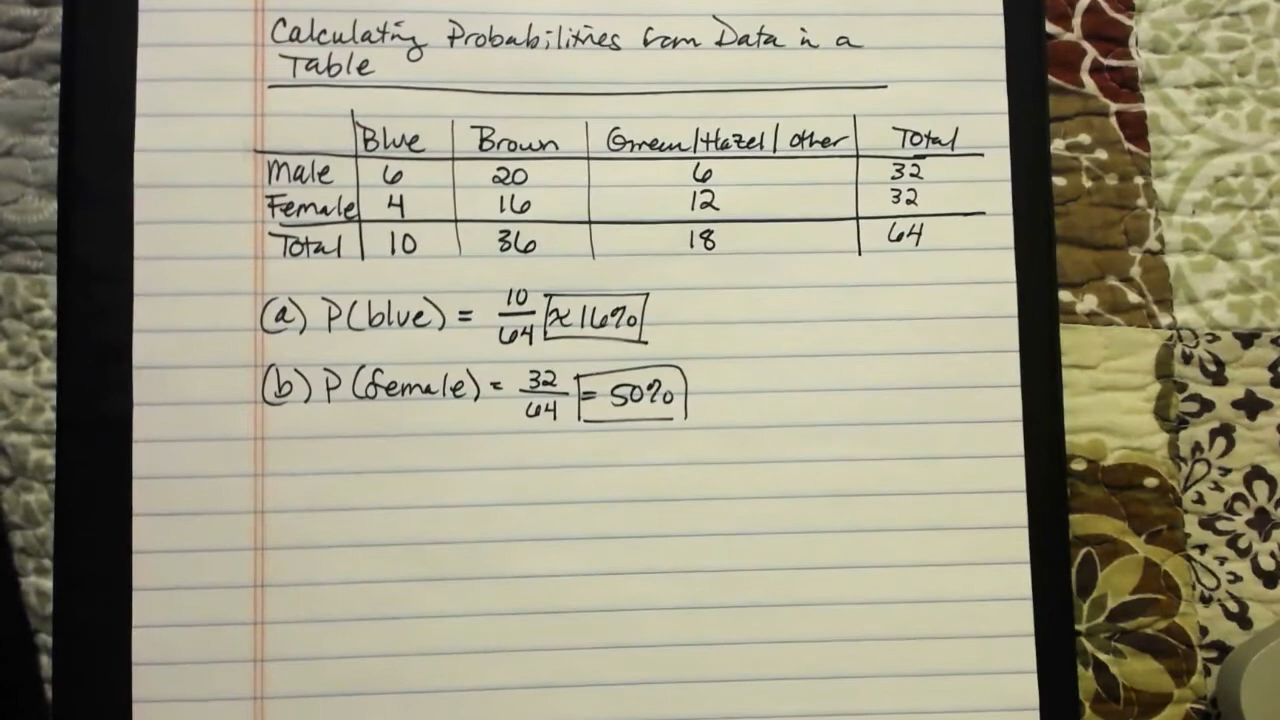 Calculating Probabilities from Data in a
Table
Blue Brown Green/Hazel/other Total
Male 6 20 6 32
Female 4 16 12 32
Total 10 36 18 64
(a) P(blue) = 10/64 ≈ 16%
(b) P(female) = 32/64 = 50%